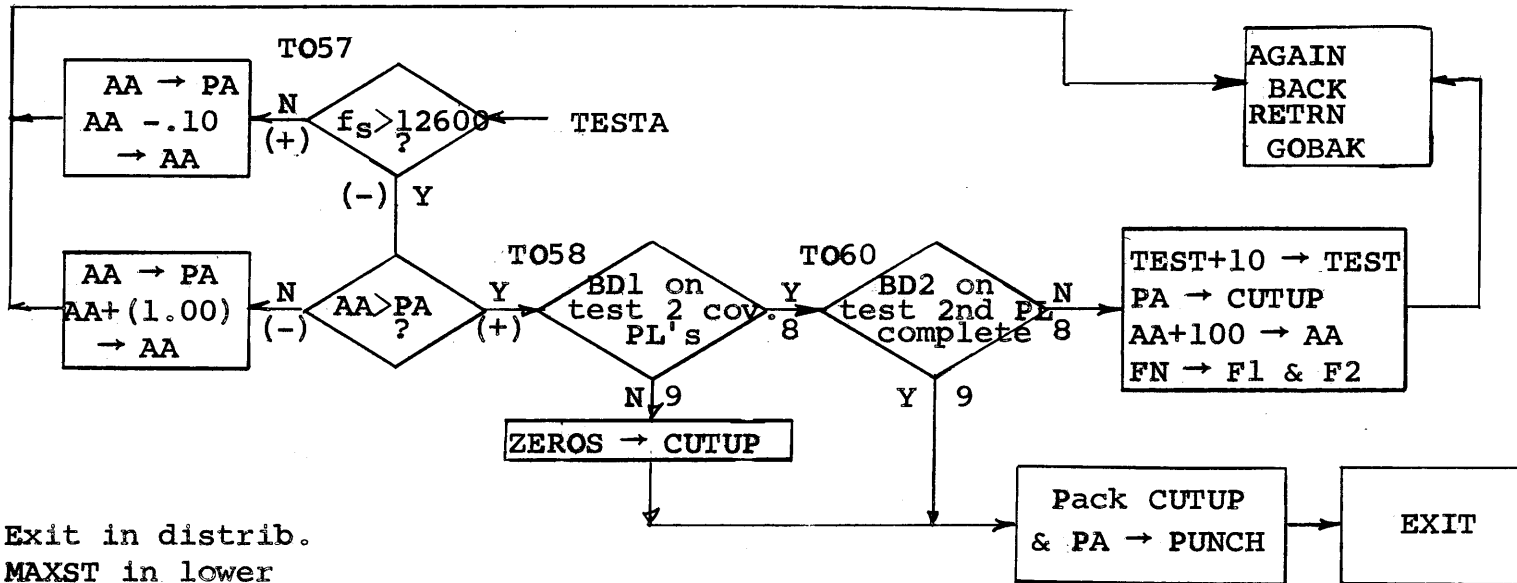 TO57
AA → PA
AA -.10
→ AA
N
(+)
fs>12600
?
TESTA
AGAIN
BACK
RETRN
GOBAK
(-) Y
AA → PA
AA+(1.00)
→ AA
N
(-)
AA>PA
?
Y
(+)
TO58
BD1 on
test 2 cov.
PL's
Y
8
TO60
BD2 on
test 2nd PL
complete
N
8
TEST+10 → TEST
PA → CUTUP
AA+100 → AA
FN → F1 & F2
N 9
Y 9
ZEROS → CUTUP
Pack CUTUP
& PA → PUNCH
EXIT
Exit in distrib.
MAXST in lower